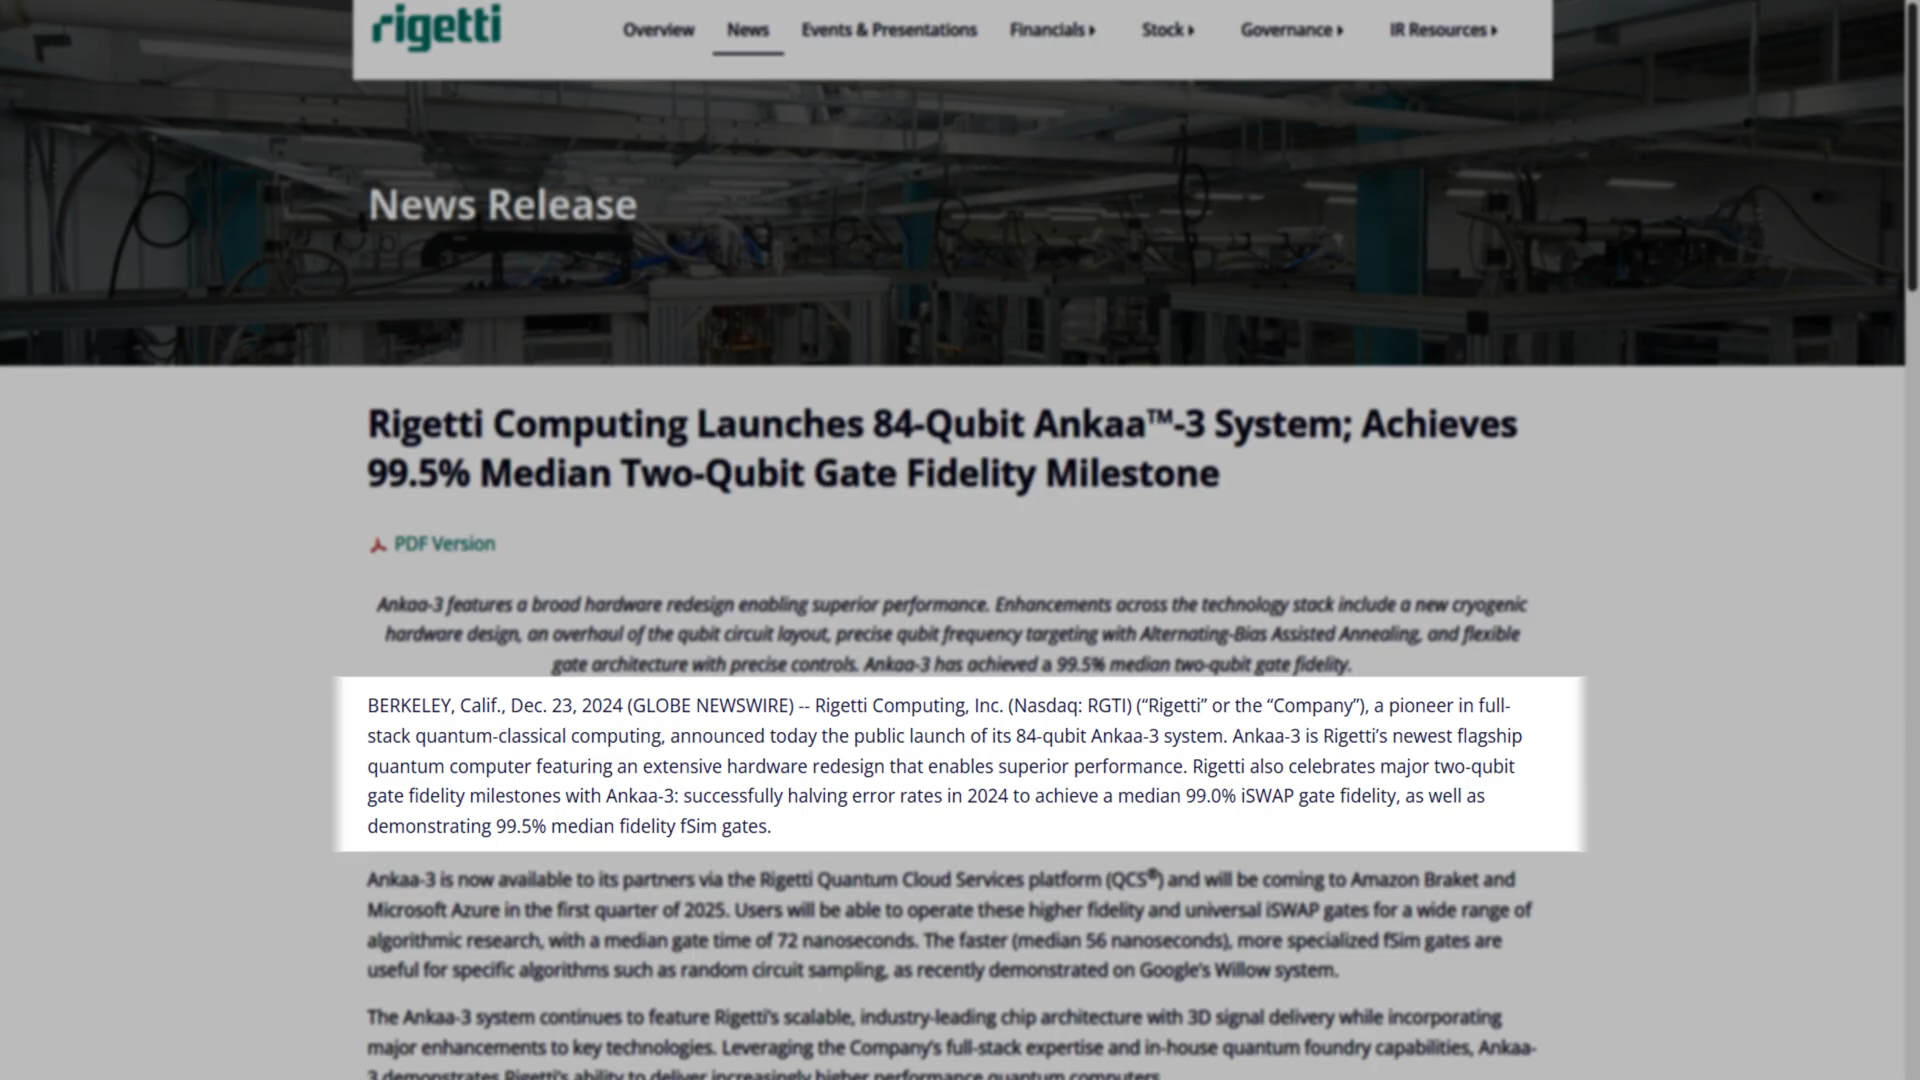 rigetti
Overview
News
Events & Presentations
Financials
Stock
Governance
IR Resources
News Release
Rigetti Computing Launches 84-Qubit Ankaa™-3 System; Achieves
99.5% Median Two-Qubit Gate Fidelity Milestone
PDF Version
Ankaa-3 features a broad hardware redesign enabling superior performance. Enhancements across the technology stack include a new cryogenic
hardware design, an overhaul of the qubit circuit layout, precise qubit frequency targeting with Alternating-Bias Assisted Annealing, and flexible
gate architecture with precise controls. Ankaa-3 has achieved a 99.5% median two-qubit gate fidelity.
BERKELEY, Calif., Dec. 23, 2024 (GLOBE NEWSWIRE) -- Rigetti Computing, Inc. (Nasdaq: RGTI) (“Rigetti” or the “Company”), a pioneer in full-
stack quantum-classical computing, announced today the public launch of its 84-qubit Ankaa-3 system. Ankaa-3 is Rigetti’s newest flagship
quantum computer featuring an extensive hardware redesign that enables superior performance. Rigetti also celebrates major two-qubit
gate fidelity milestones with Ankaa-3: successfully halving error rates in 2024 to achieve a median 99.0% iSWAP gate fidelity, as well as
demonstrating 99.5% median fidelity fSim gates.
Ankaa-3 is now available to its partners via the Rigetti Quantum Cloud Services platform (QCS®) and will be coming to Amazon Braket and
Microsoft Azure in the first quarter of 2025. Users will be able to operate these higher fidelity and universal iSWAP gates for a wide range of
algorithmic research, with a median gate time of 72 nanoseconds. The faster (median 56 nanoseconds), more specialized fSim gates are
useful for specific algorithms such as random circuit sampling, as recently demonstrated on Google’s Willow system.
The Ankaa-3 system continues to feature Rigetti’s scalable, industry-leading chip architecture with 3D signal delivery while incorporating
major enhancements to key technologies. Leveraging the Company’s full-stack expertise and in-house quantum foundry capabilities, Ankaa-
3 demonstrates Rigetti’s ability to deliver increasingly higher performance quantum computers.